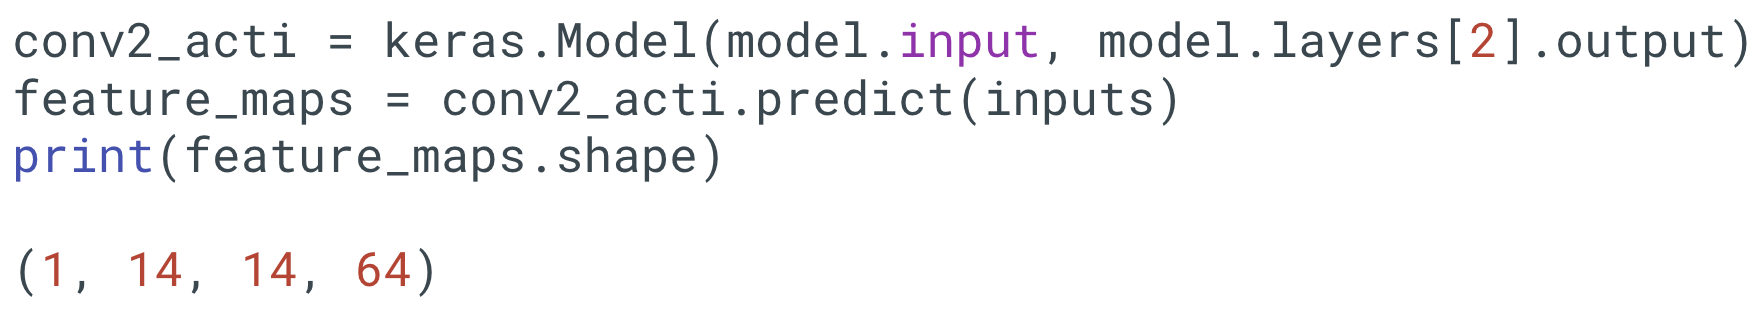 conv2_acti = keras.Model(model.input, model.layers[2].output)
feature_maps = conv2_acti.predict(inputs)
print(feature_maps.shape)
(1, 14, 14, 64)